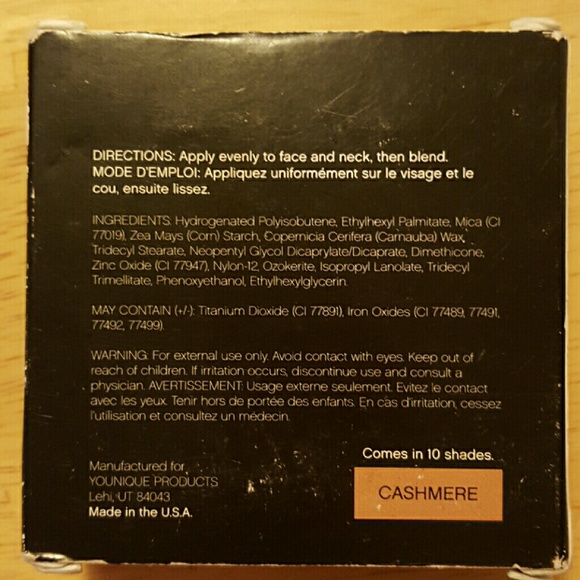 DIRECTIONS: Apply evenly to face and neck, then blend.
MODE D'EMPLOI: Appliquez uniformément sur le visage et le
cou, ensuite lissez.
INGREDIENTS: Hydrogenated Polyisobutene, Ethylhexyl Palmitate, Mica (CI
77019), Zea Mays (Corn) Starch, Copernicia Cerifera (Carnauba) Wax,
Tridecyl Stearate, Neopentyl Glycol Dicaprylate/Dicaprate, Dimethicone,
Zinc Oxide (CI 77947), Nylon-12, Ozokerite, Isopropyl Lanolate, Tridecyl
Trimellitate, Phenoxyethanol, Ethylhexylglycerin.
MAY CONTAIN (+/-): Titanium Dioxide (CI 77891), Iron Oxides (CI 77489, 77491,
77492, 77499).
WARNING: For external use only. Avoid contact with eyes. Keep out of
reach of children. If irritation occurs, discontinue use and consult a
physician. AVERTISSEMENT: Usage externe seulement. Evitez le contact
avec les yeux. Tenir hors de portée des enfants. En cas d'irritation, cessez
l'utilisation et consultez un médecin.
Comes in 10 shades.
CASHMERE
Manufactured for
YOUNIQUE PRODUCTS
Lehi, UT 84043
Made in the U.S.A.